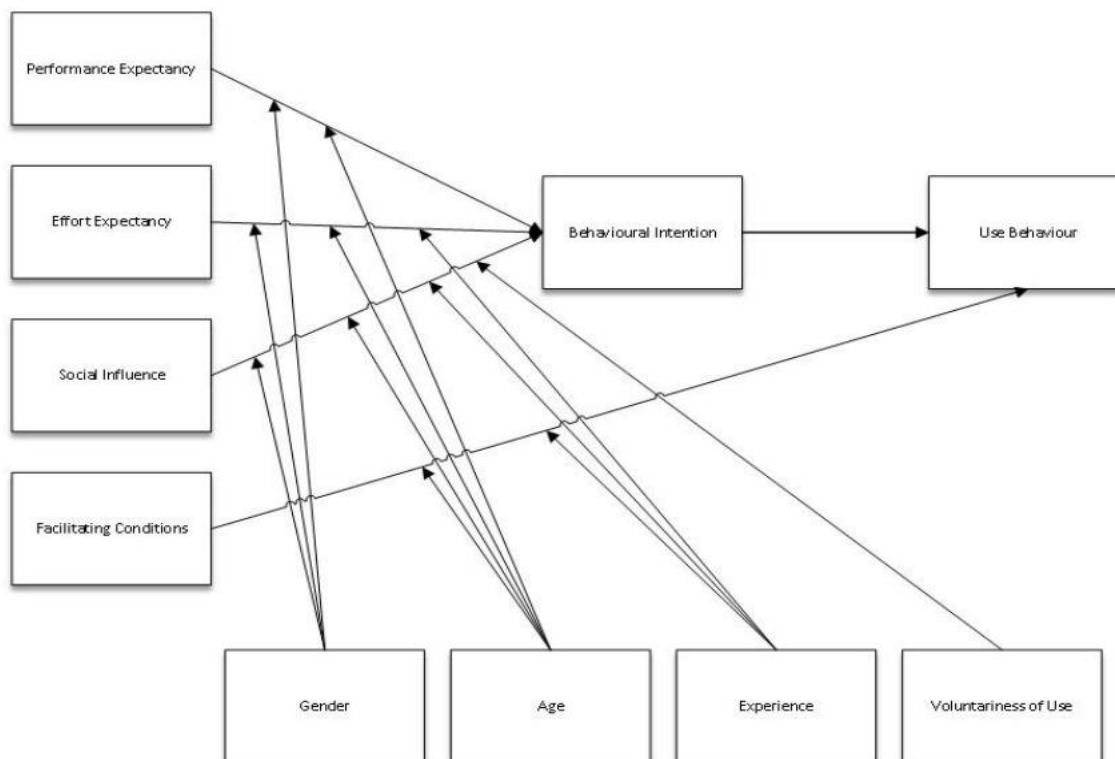 Performance Expectancy
Effort Expectancy
Behavioural Intention
Use Behaviour
Social Influence
Facilitating Conditions
Gender
Age
Experience
Voluntariness of Use